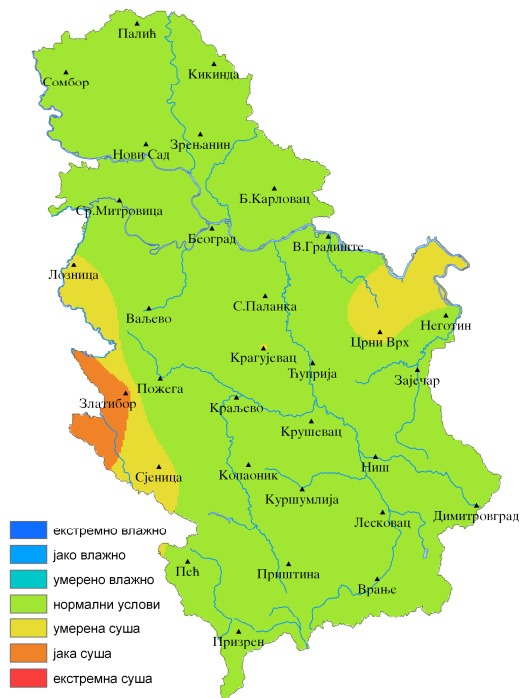 Палић
Кикинда
Сомбор
Зрењанин
Нови Сад
Б.Карловац
Ср.Митровица
Београд
В.Градиште
Лозница
С.Паланка
Ваљево
Неготин
Црни Врх
Крагујевац
Ћуприја
Зајечар
Пожега
Златибор
Краљево
Крушевац
Ниш
Копаоник
Сјеница
Куршумлија
Лесковац
Димитровград
Пећ
Приштина
Врање
Призрен
екстремно влажно
јако влажно
умерено влажно
нормални услови
умерена суша
јака суша
екстремна суша